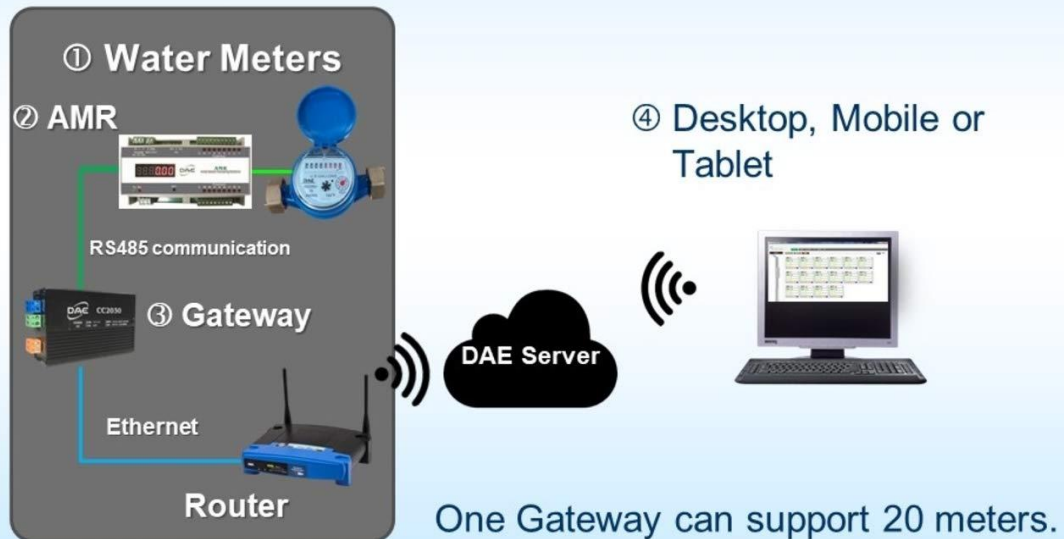 ① Water Meters
② AMR
RS485 communication
DAE CC2030
③ Gateway
Ethernet
Router
DAE Server
④ Desktop, Mobile or
Tablet
One Gateway can support 20 meters.